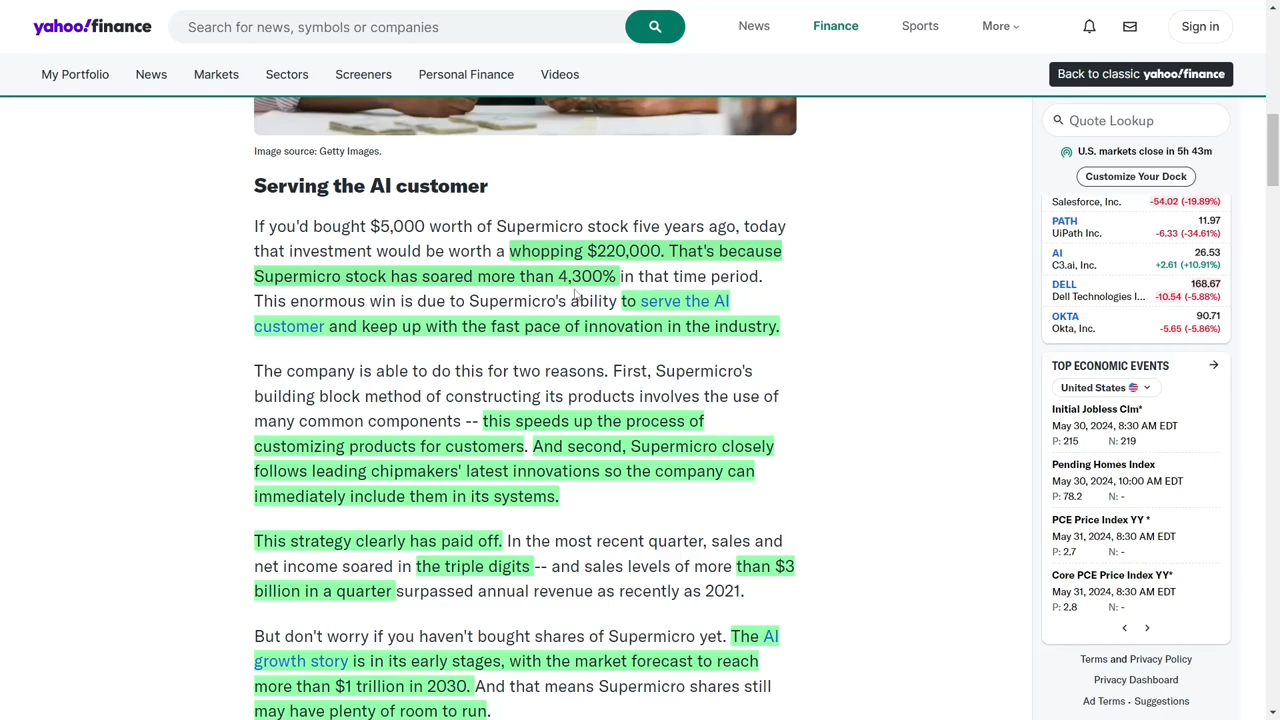 yahoo!finance
Search for news, symbols or companies
News
Finance
Sports
More
Sign in
My Portfolio
News
Markets
Sectors
Screeners
Personal Finance
Videos
Back to classic yahoo!finance
Image source: Getty Images.
Serving the AI customer
If you'd bought $5,000 worth of Supermicro stock five years ago, today
that investment would be worth a whopping $220,000. That's because
Supermicro stock has soared more than 4,300% in that time period.
This enormous win is due to Supermicro's ability to serve the AI
customer and keep up with the fast pace of innovation in the industry.
The company is able to do this for two reasons. First, Supermicro's
building block method of constructing its products involves the use of
many common components -- this speeds up the process of
customizing products for customers. And second, Supermicro closely
follows leading chipmakers' latest innovations so the company can
immediately include them in its systems.
This strategy clearly has paid off. In the most recent quarter, sales and
net income soared in the triple digits -- and sales levels of more than $3
billion in a quarter surpassed annual revenue as recently as 2021.
But don't worry if you haven't bought shares of Supermicro yet. The AI
growth story is in its early stages, with the market forecast to reach
more than $1 trillion in 2030. And that means Supermicro shares still
may have plenty of room to run.
Quote Lookup
U.S. markets close in 5h 43m
Customize Your Dock
Salesforce, Inc. -54.02 (-19.89%)
PATH 11.97
UiPath Inc. -6.33 (-34.61%)
AI 26.53
C3.ai, Inc. +2.61 (+10.91%)
DELL 168.67
Dell Technologies I... -10.54 (-5.88%)
OKTA 90.71
Okta, Inc. -5.65 (-5.86%)
TOP ECONOMIC EVENTS
United States
Initial Jobless Clm*
May 30, 2024, 8:30 AM EDT
P: 215 N: 219
Pending Homes Index
May 30, 2024, 10:00 AM EDT
P: 78.2 N: -
PCE Price Index YY *
May 31, 2024, 8:30 AM EDT
P: 2.7 N: -
Core PCE Price Index YY*
May 31, 2024, 8:30 AM EDT
P: 2.8 N: -
Terms and Privacy Policy
Privacy Dashboard
Ad Terms · Suggestions